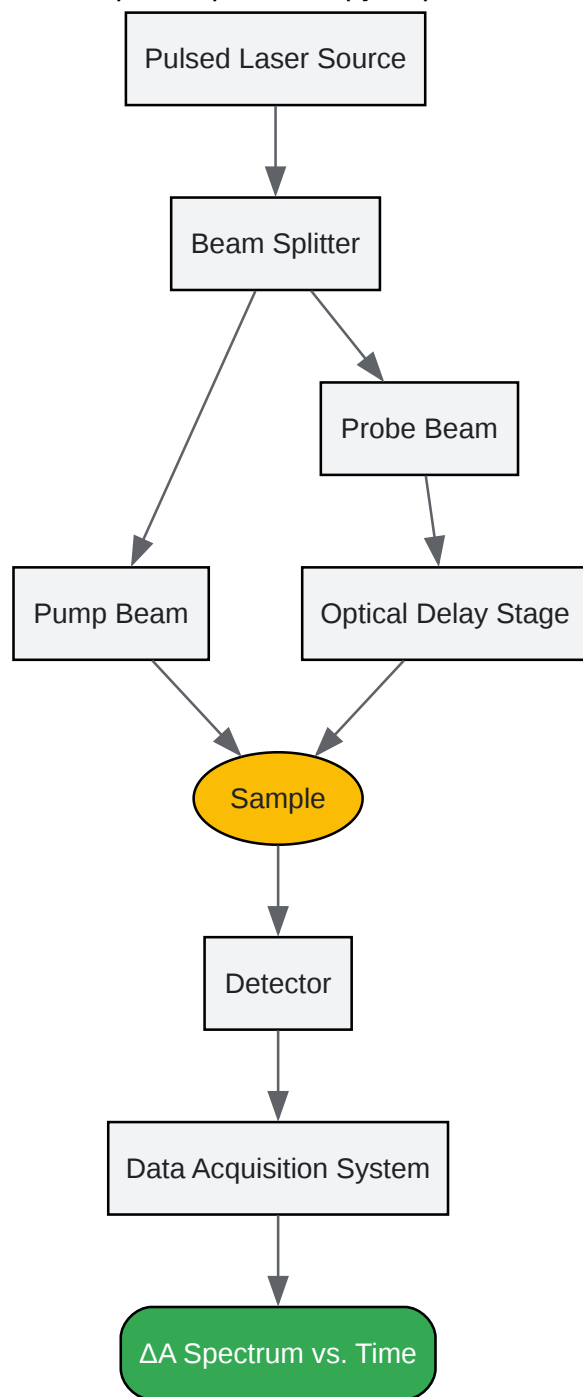 Pulsed Laser Source
Beam Splitter
Probe Beam
Pump Beam
Optical Delay Stage
Sample
Detector
Data Acquisition System
ΔA Spectrum vs. Time